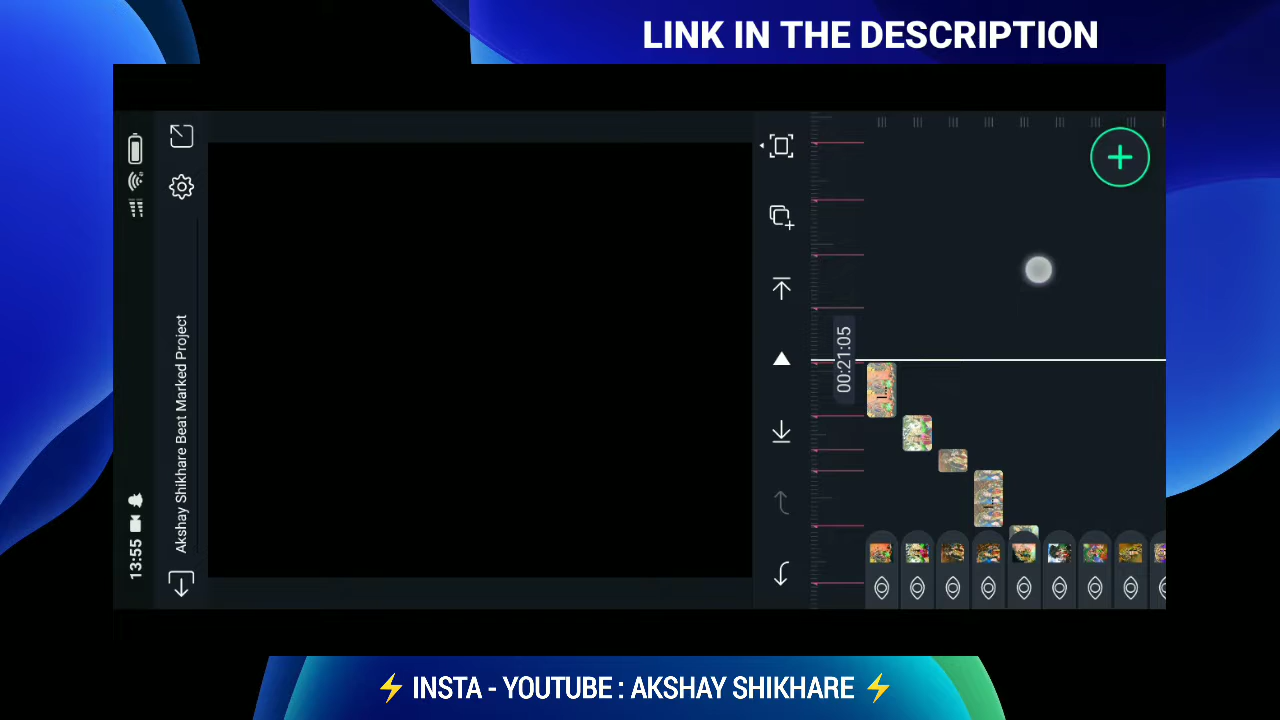 LINK IN THE DESCRIPTION
13:55
Akshay Shikhare Beat Marked Project
00:21:05
⚡ INSTA - YOUTUBE : AKSHAY SHIKHARE ⚡